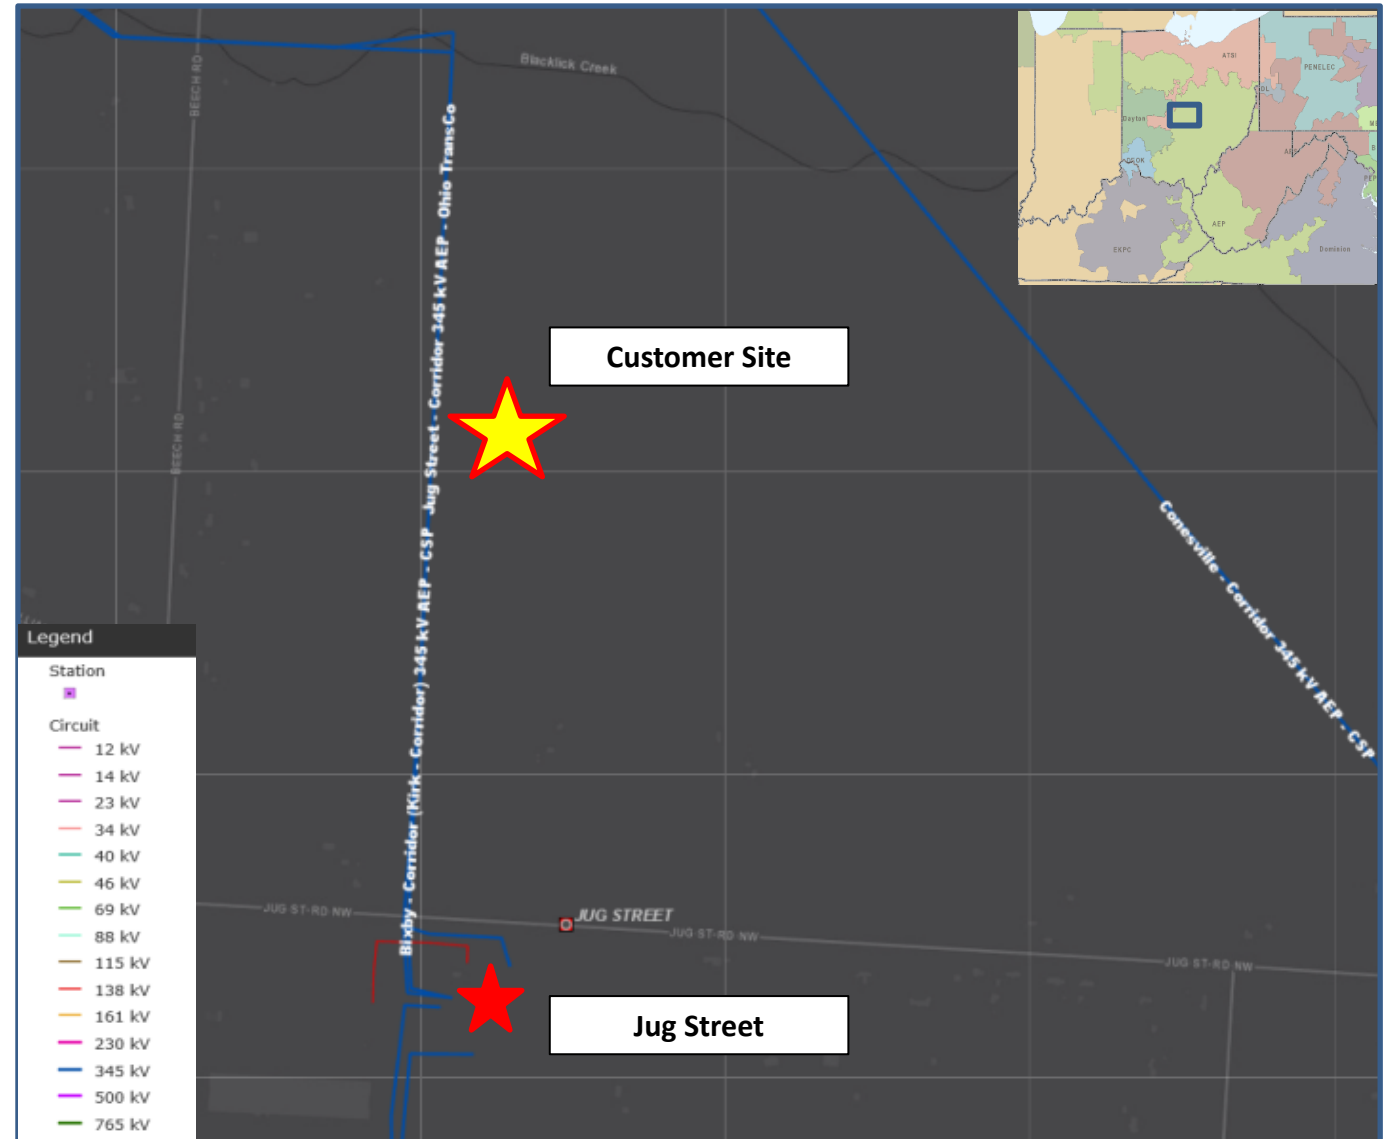 Blacklick Creek
BEECH RD
BEECH RD
ATSI
PENELEC
Dayton
DEOK
AEP
EKPC
Dominion
Jug Street - Corridor 345 kV AEP - Ohio TransCo
Customer Site
Bixby - Corridor (Kirk - Corridor) 345 kV AEP - CSP
Conesville - Corridor 345 kV AEP - CSP
Legend
Station
Circuit
12 kV
14 kV
23 kV
34 kV
40 kV
46 kV
69 kV
88 kV
115 kV
138 kV
161 kV
230 kV
345 kV
500 kV
765 kV
JUG ST-RD NW
JUG STREET
JUG ST-RD NW
JUG ST-RD NW
Jug Street